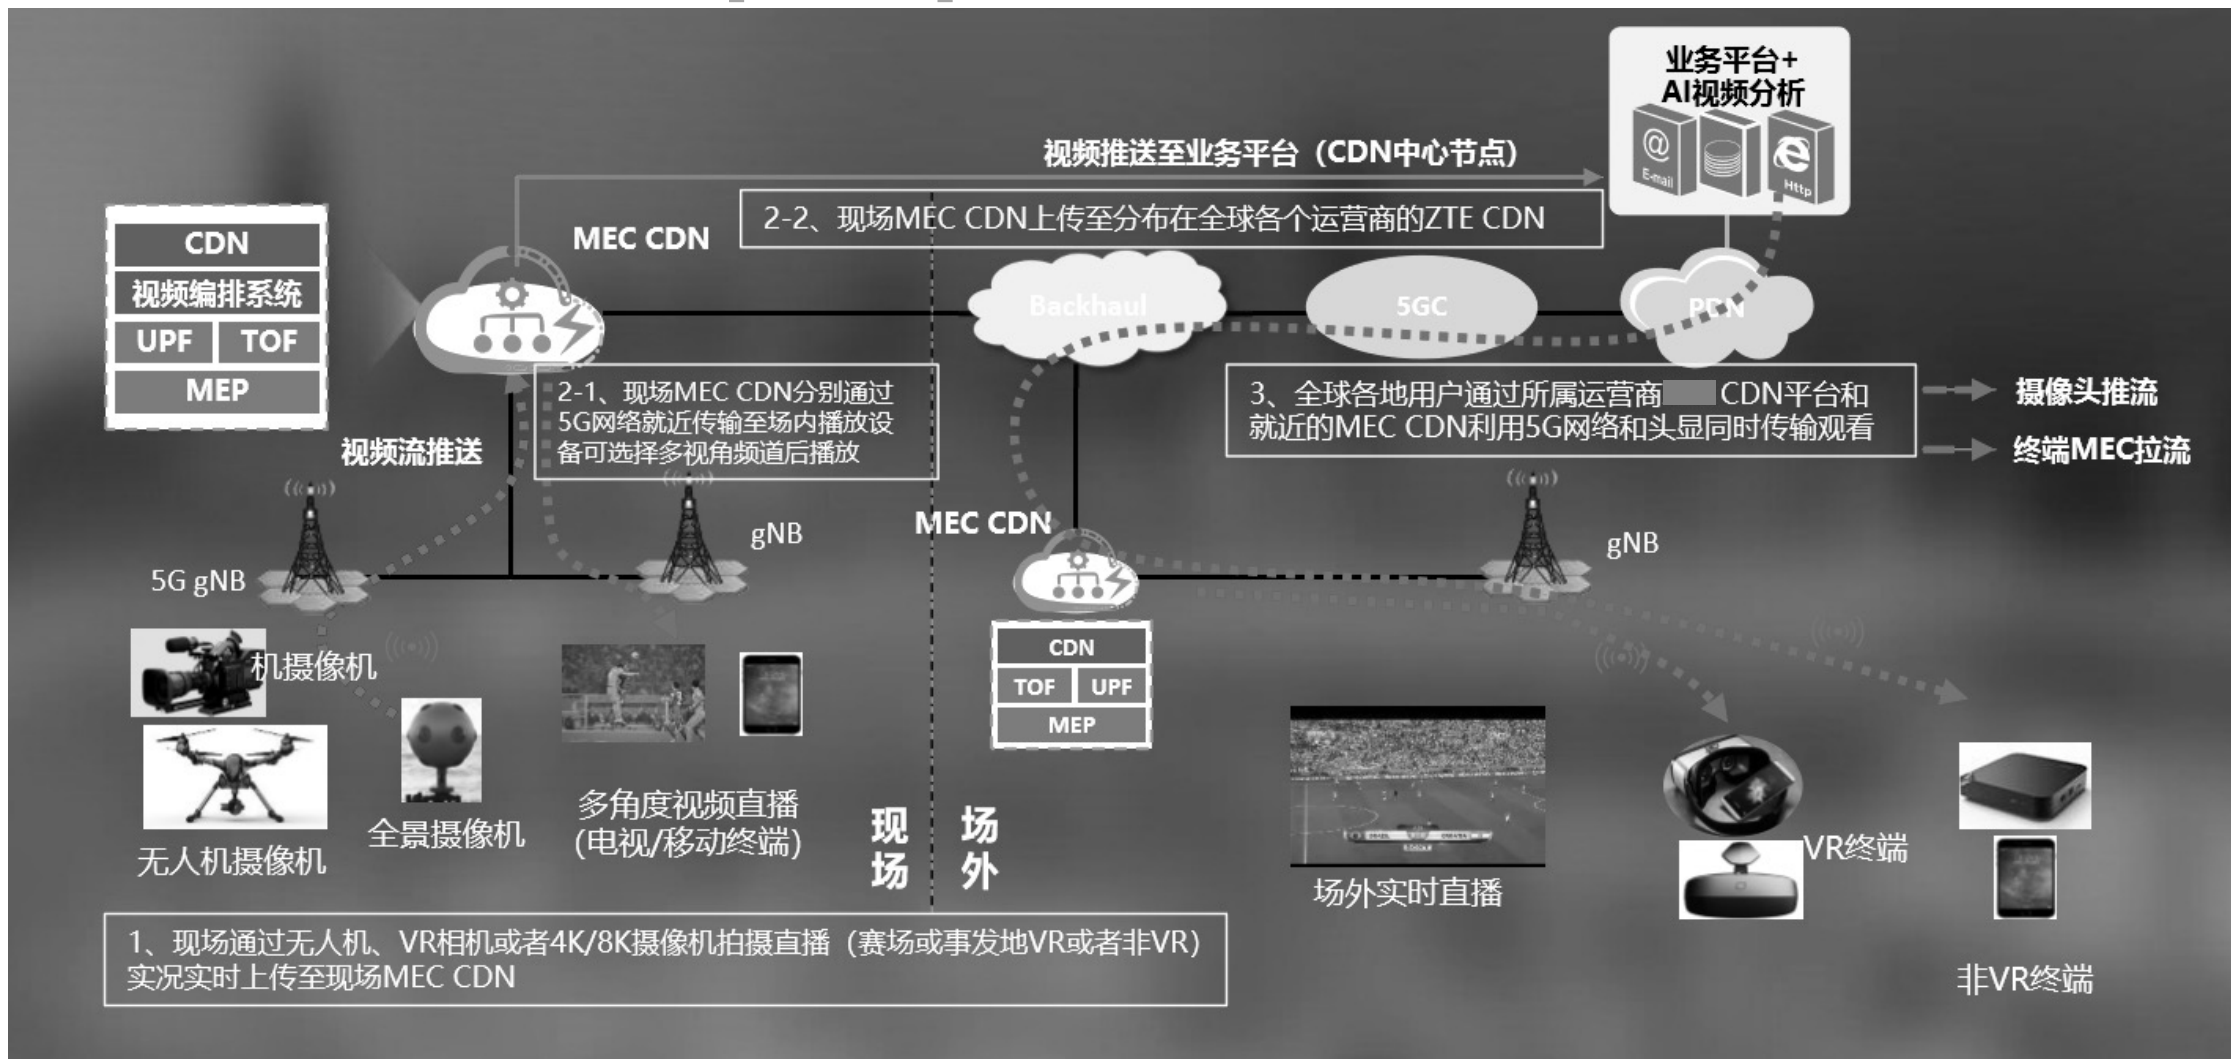 业务平台+
AI视频分析
@
E-mail
Http
视频推送至业务平台（CDN中心节点）
2-2、现场MEC CDN上传至分布在全球各个运营商的ZTE CDN
MEC CDN
CDN
视频编排系统
UPF
TOF
MEP
Backhaul
5GC
PDN
2-1、现场MEC CDN分别通过
5G网络就近传输至场内播放设
备可选择多视角频道后播放
3、全球各地用户通过所属运营商 CDN平台和
就近的MEC CDN利用5G网络和头显同时传输观看
摄像头推流
终端MEC拉流
视频流推送
5G gNB
gNB
MEC CDN
gNB
CDN
TOF
UPF
MEP
机摄像机
无人机摄像机
全景摄像机
多角度视频直播
(电视/移动终端)
现场
场外
场外实时直播
VR终端
非VR终端
1、现场通过无人机、VR相机或者4K/8K摄像机拍摄直播（赛场或事发地VR或者非VR）
实况实时上传至现场MEC CDN